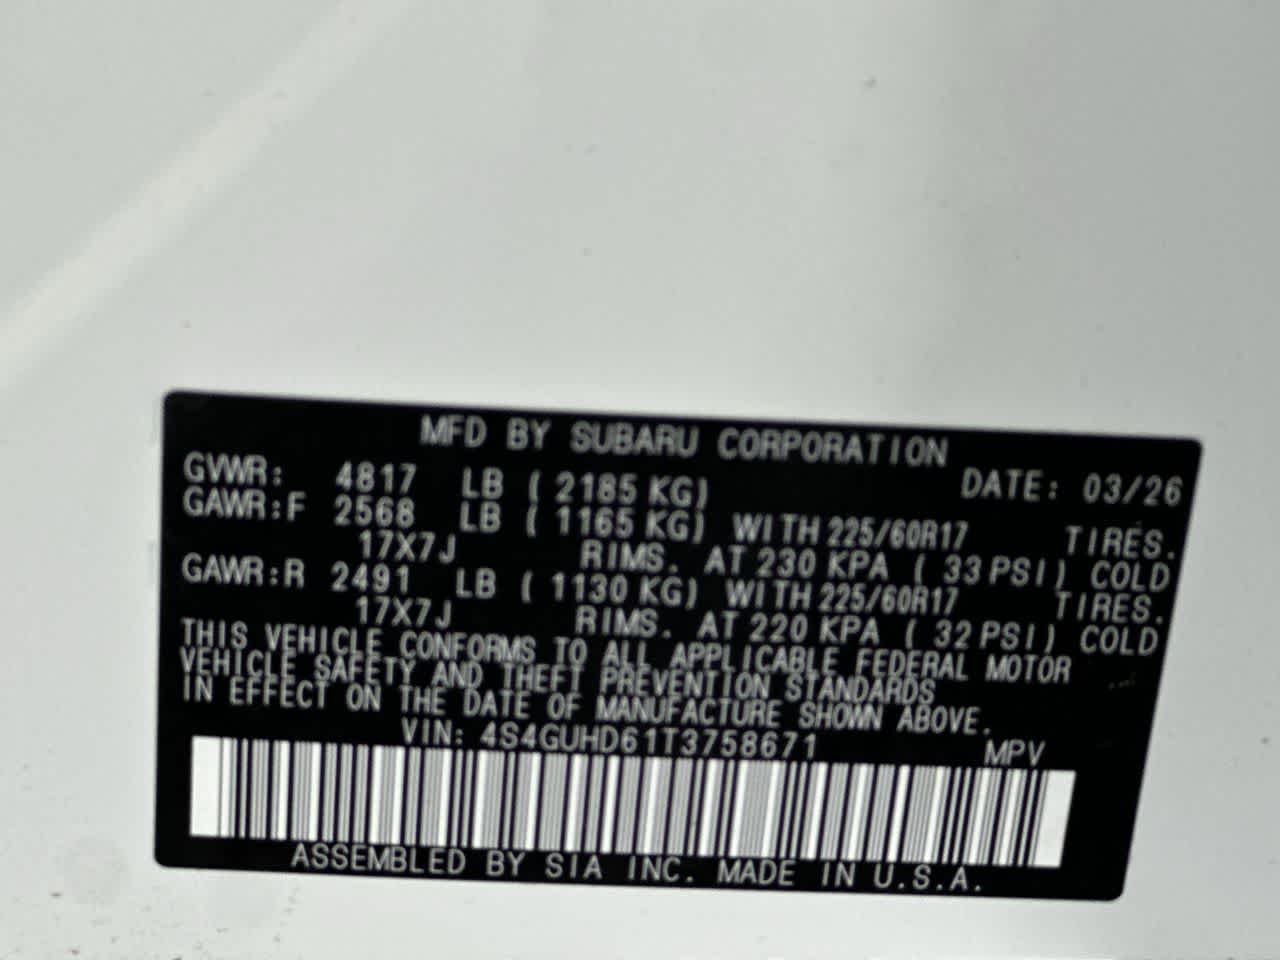 MFD BY SUBARU CORPORATION
GVWR: 4817 LB ( 2185 KG) DATE: 03/26
GAWR:F 2568 LB ( 1165 KG) WITH 225/60R17 TIRES.
17X7J RIMS. AT 230 KPA ( 33 PSI) COLD
GAWR:R 2491 LB ( 1130 KG) WITH 225/60R17 TIRES.
17X7J RIMS. AT 220 KPA ( 32 PSI) COLD
THIS VEHICLE CONFORMS TO ALL APPLICABLE FEDERAL MOTOR
VEHICLE SAFETY AND THEFT PREVENTION STANDARDS
IN EFFECT ON THE DATE OF MANUFACTURE SHOWN ABOVE.
VIN: 4S4GUHD61T3758671 MPV
ASSEMBLED BY SIA INC. MADE IN U.S.A.